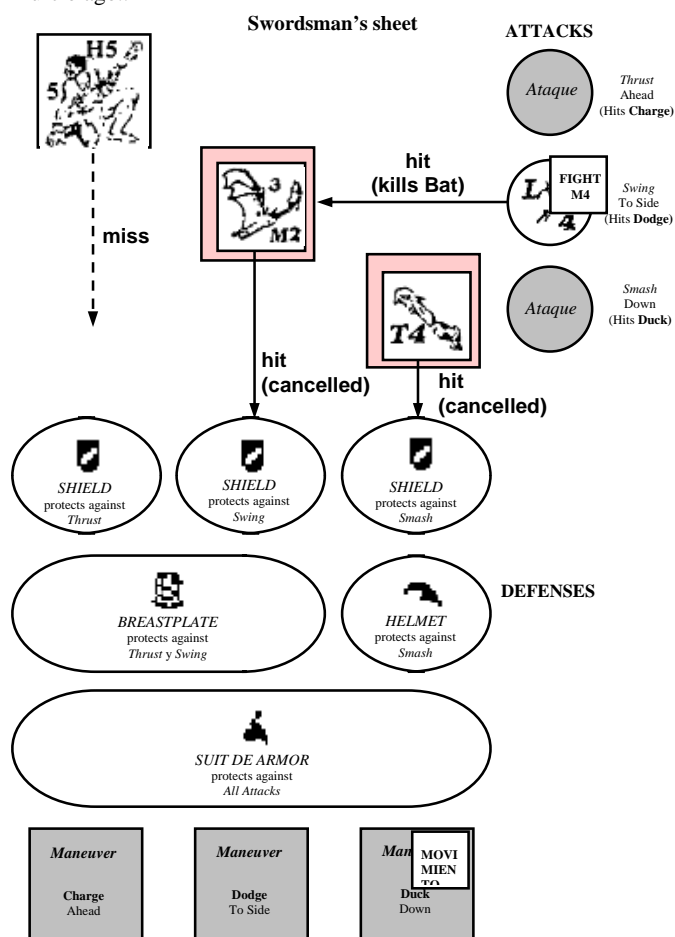 Swordsman's sheet
ATTACKS
H5
5
Ataque
Thrust
Ahead
(Hits Charge)
hit
(kills Bat)
3
M2
FIGHT
M4
L
4
Swing
To Side
(Hits Dodge)
miss
T4
Ataque
Smash
Down
(Hits Duck)
hit
(cancelled)
hit
(cancelled)
SHIELD
protects against
Thrust
SHIELD
protects against
Swing
SHIELD
protects against
Smash
DEFENSES
BREASTPLATE
protects against
Thrust y Swing
HELMET
protects against
Smash
SUIT DE ARMOR
protects against
All Attacks
Maneuver
Charge
Ahead
Maneuver
Dodge
To Side
Man
MOVI
MIEN
TO
Duck
Down